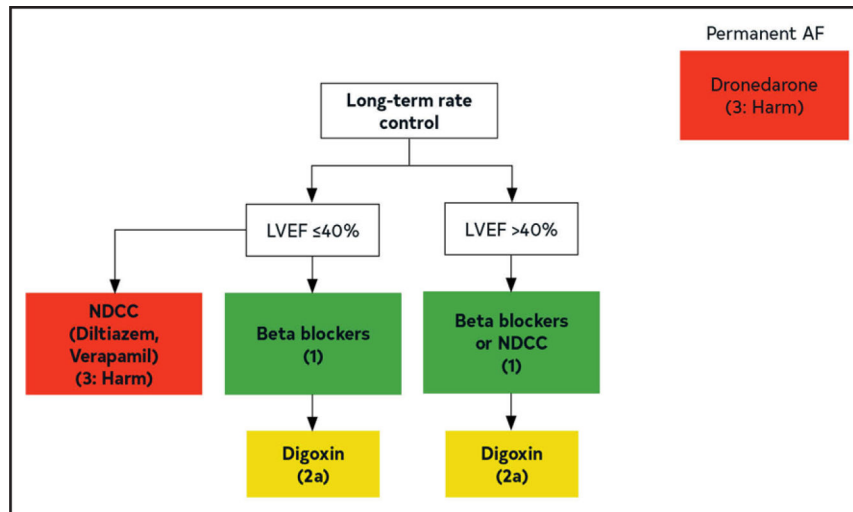 Permanent AF
Dronedarone
(3: Harm)
Long-term rate
control
LVEF ≤40%
LVEF >40%
NDCC
(Diltiazem,
Verapamil)
(3: Harm)
Beta blockers
(1)
Beta blockers
or NDCC
(1)
Digoxin
(2a)
Digoxin
(2a)